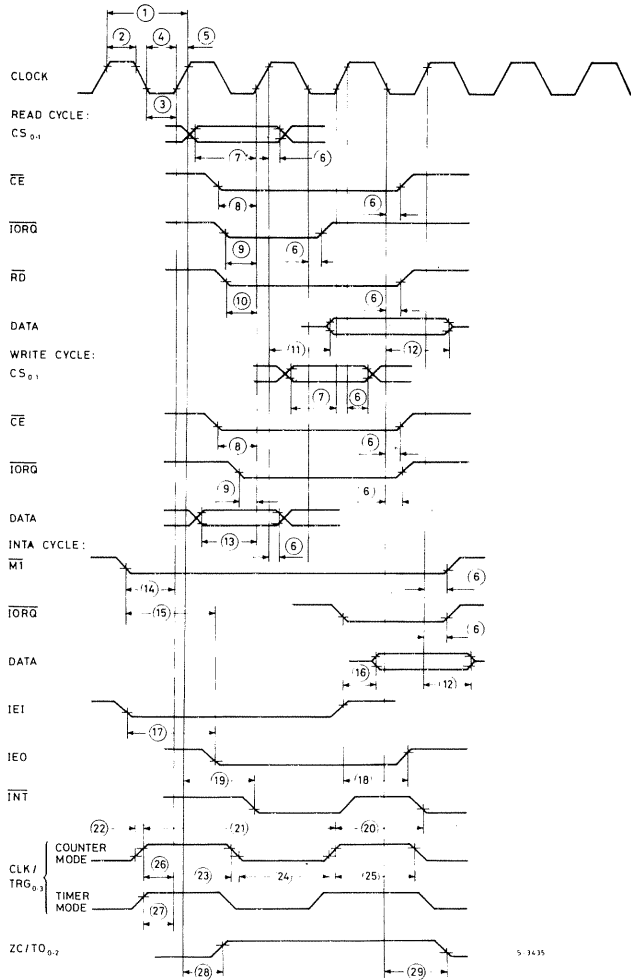 ① 
② ④ ⑤
CLOCK
③
READ CYCLE:
CS0-1
⑦ ⑥
CE
⑧ ⑥
IORQ
⑨ ⑥
RD
⑩ ⑥
DATA
⑪ ⑫
WRITE CYCLE:
CS0-1
⑦ ⑥
CE
⑧ ⑥
IORQ
⑨ ⑥
DATA
⑬ ⑥
INTA CYCLE:
M1
⑭ ⑥
⑮
IORQ
⑥
DATA
⑯ ⑫
IEI
⑰
IEO
⑲ ⑱
INT
㉒ ㉑ ⑳
CLK/TRG0-3
COUNTER MODE
㉖ ㉓ ㉔ ㉕
TIMER MODE
㉗
ZC/TO0-2
㉘ ㉙
S-3435